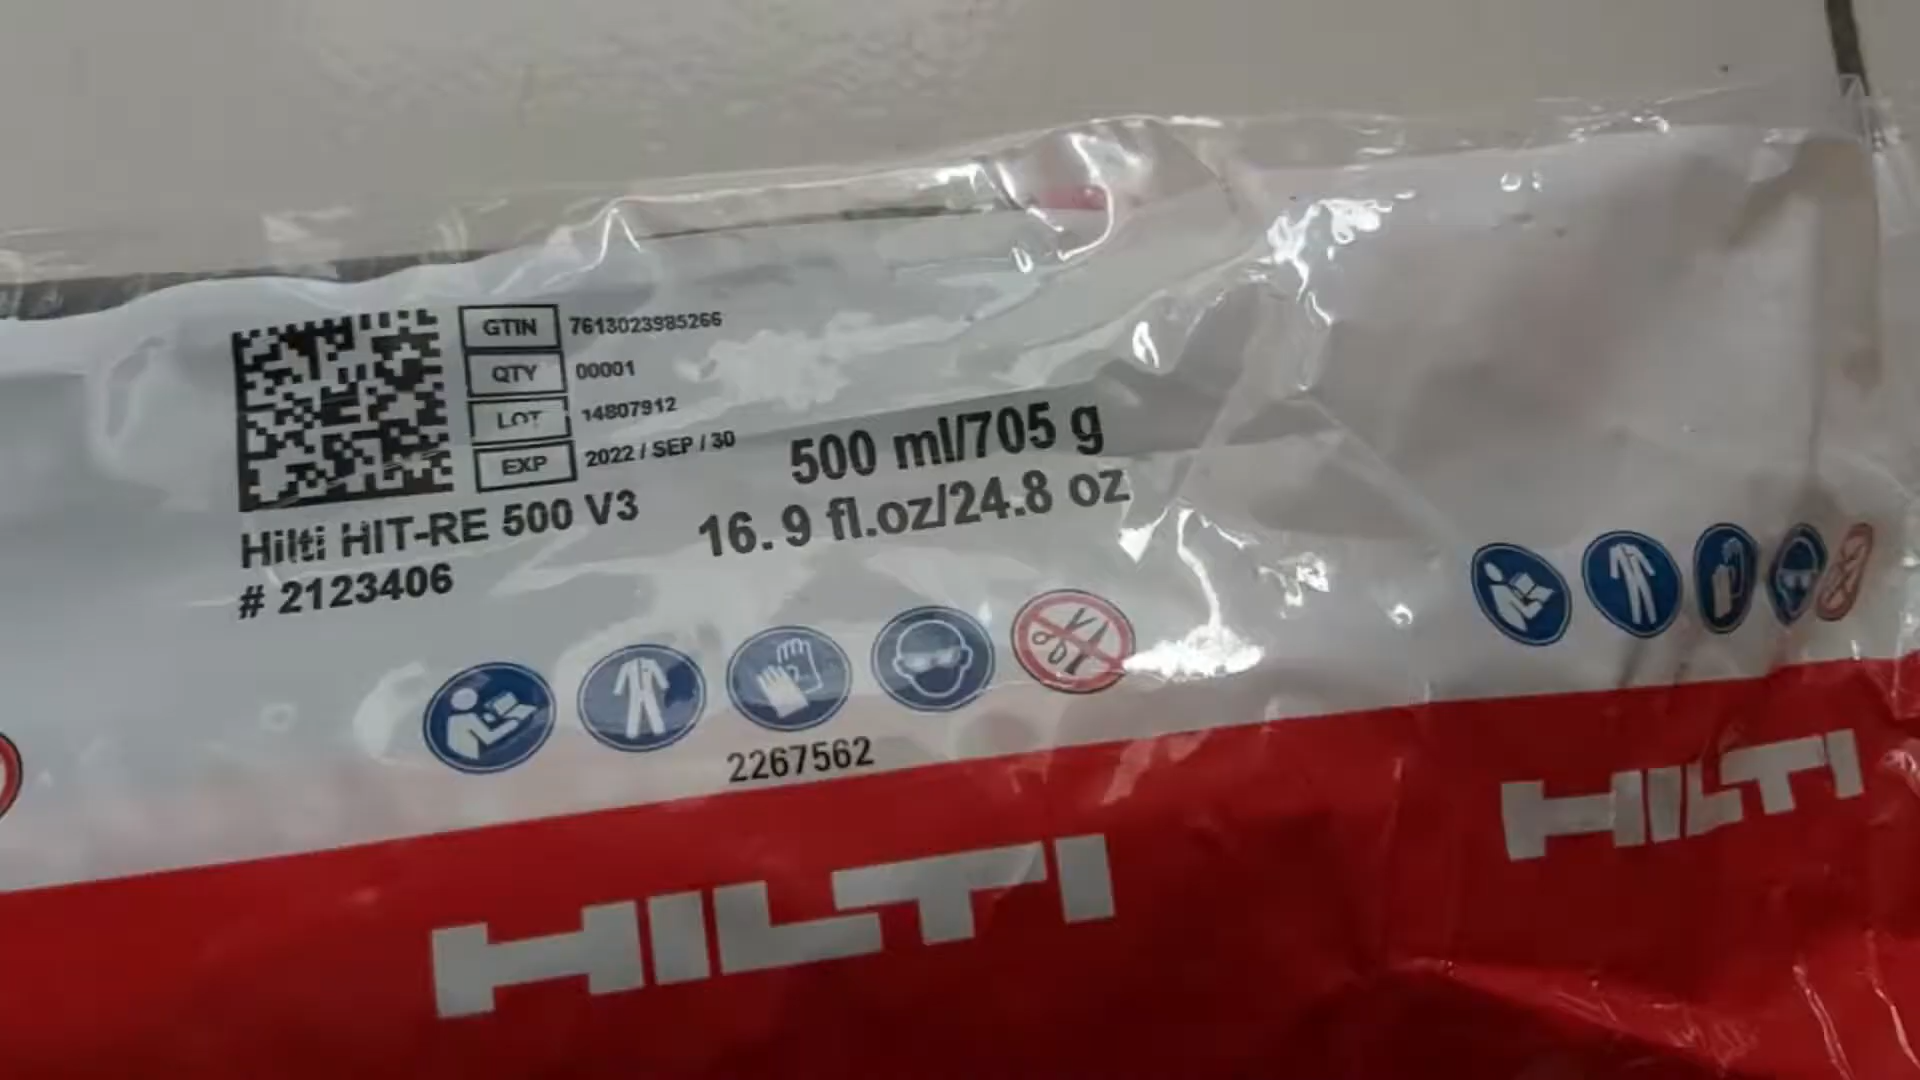 GTIN 7613023985266
QTY 00001
LOT 14807912
EXP 2022 / SEP / 30
500 ml/705 g
16.9 fl.oz/24.8 oz
Hilti HIT-RE 500 V3
# 2123406
2267562
HILTI
HILTI